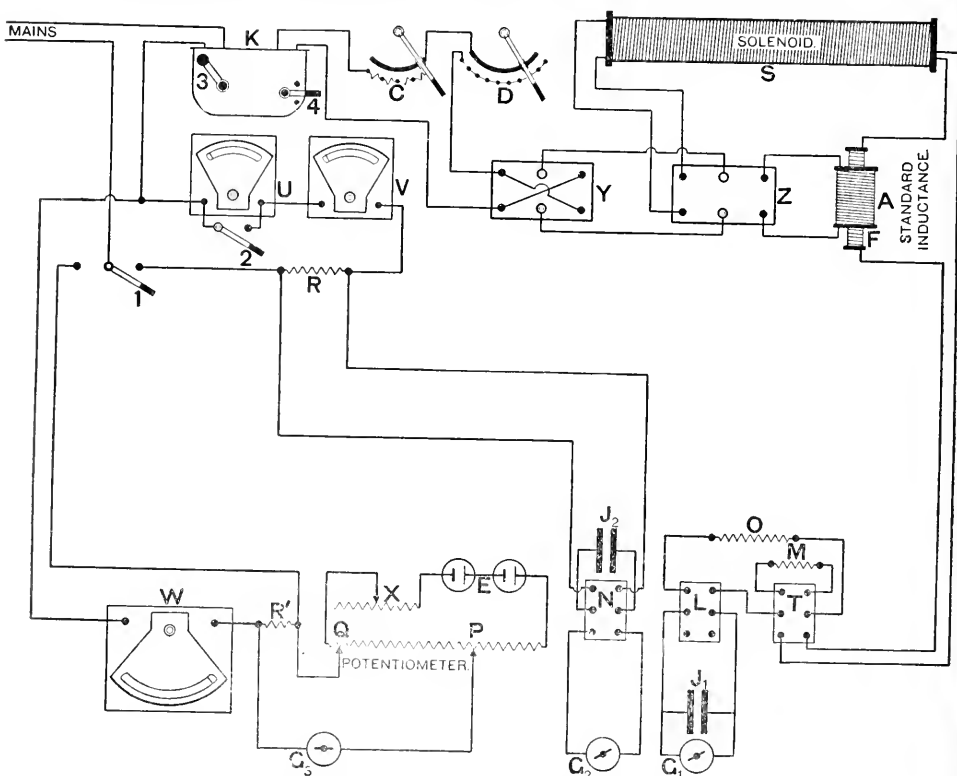 MAINS
K
3
4
C
D
SOLENOID.
S
U
V
2
Y
Z
A
F
STANDARD
INDUCTANCE.
1
R
J₂
O
M
W
R'
X
E
N
L
T
Q
P
POTENTIOMETER.
J₁
G₃
G₂
G₁